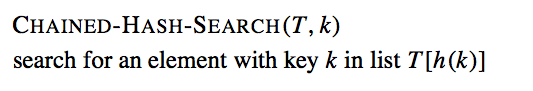 CHAINED-HASH-SEARCH(T, k)
search for an element with key k in list T[h(k)]